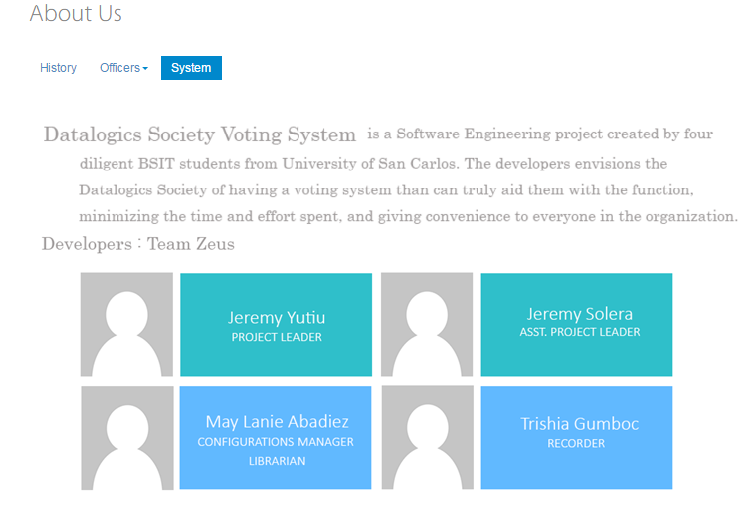 About Us
History Officers System
Datalogics Society Voting System is a Software Engineering project created by four
diligent BSIT students from University of San Carlos. The developers envisions the
Datalogics Society of having a voting system than can truly aid them with the function,
minimizing the time and effort spent, and giving convenience to everyone in the organization.
Developers : Team Zeus
Jeremy Yutiu
PROJECT LEADER
Jeremy Solera
ASST. PROJECT LEADER
May Lanie Abadiez
CONFIGURATIONS MANAGER
LIBRARIAN
Trishia Gumboc
RECORDER